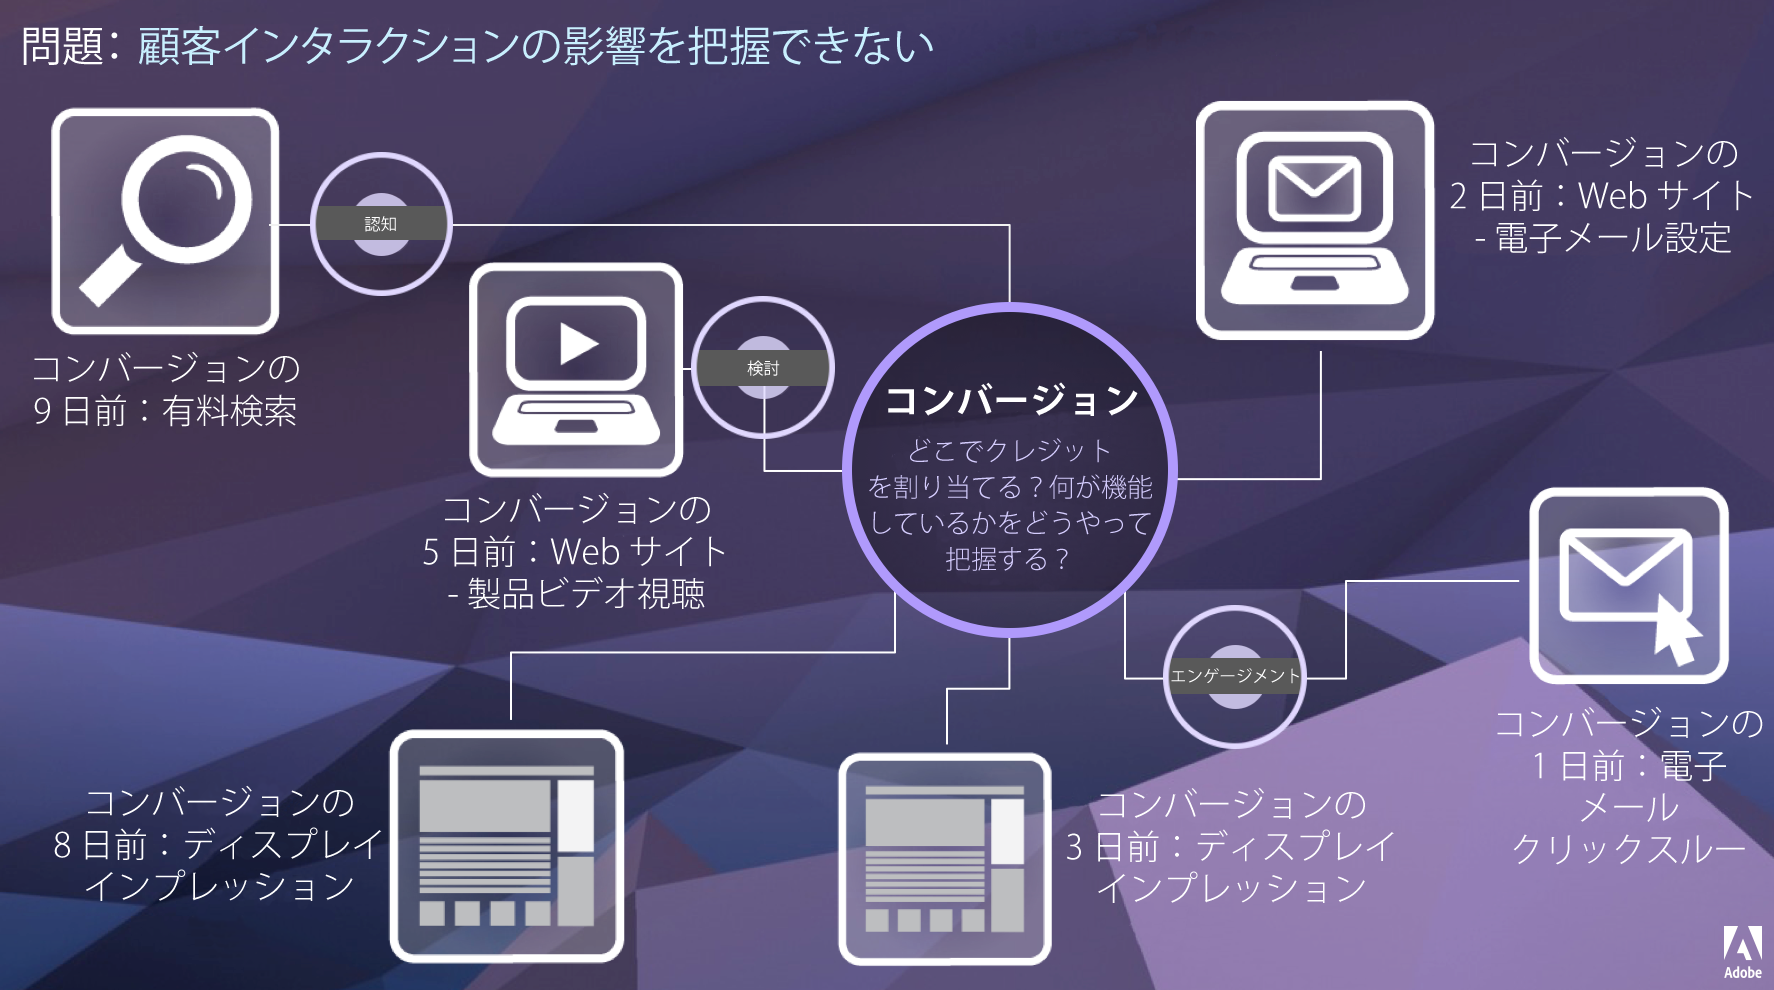 問題：顧客インタラクションの影響を把握できない
認知
コンバージョンの
9 日前：有料検索
検討
コンバージョンの
5 日前：Web サイト
- 製品ビデオ視聴
コンバージョン
どこでクレジット
を割り当てる？何が機能
しているかをどうやって
把握する？
コンバージョンの
2 日前：Web サイト
- 電子メール設定
エンゲージメント
コンバージョンの
1 日前：電子
メール
クリックスルー
コンバージョンの
8 日前：ディスプレイ
インプレッション
コンバージョンの
3 日前：ディスプレイ
インプレッション
Adobe